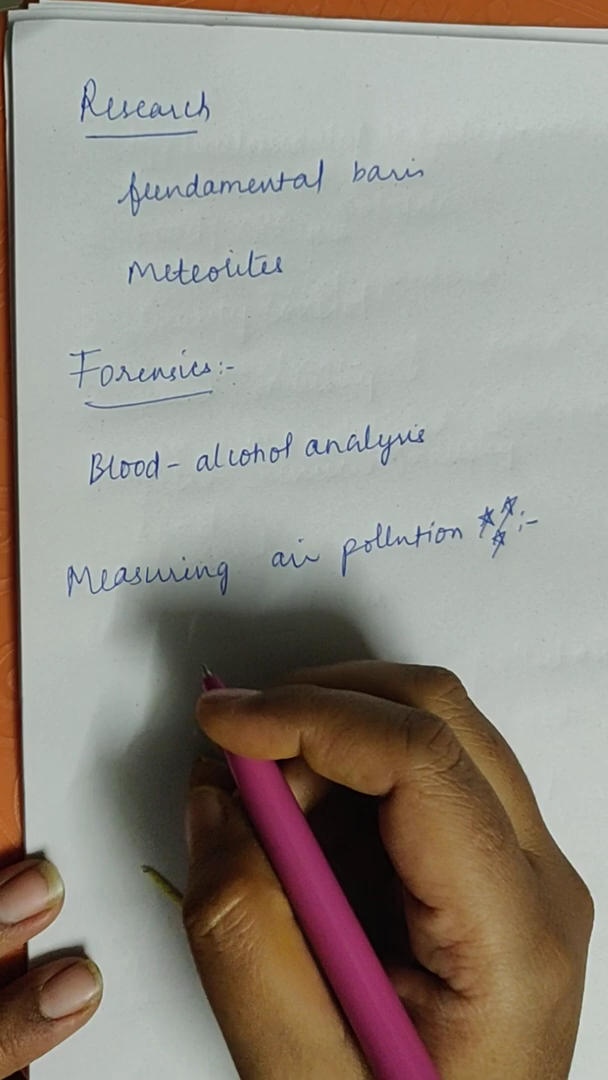 Research
fundamental basis
Meteorites
Forensics:-
Blood - alcohol analysis
Measuring air pollution ***:-